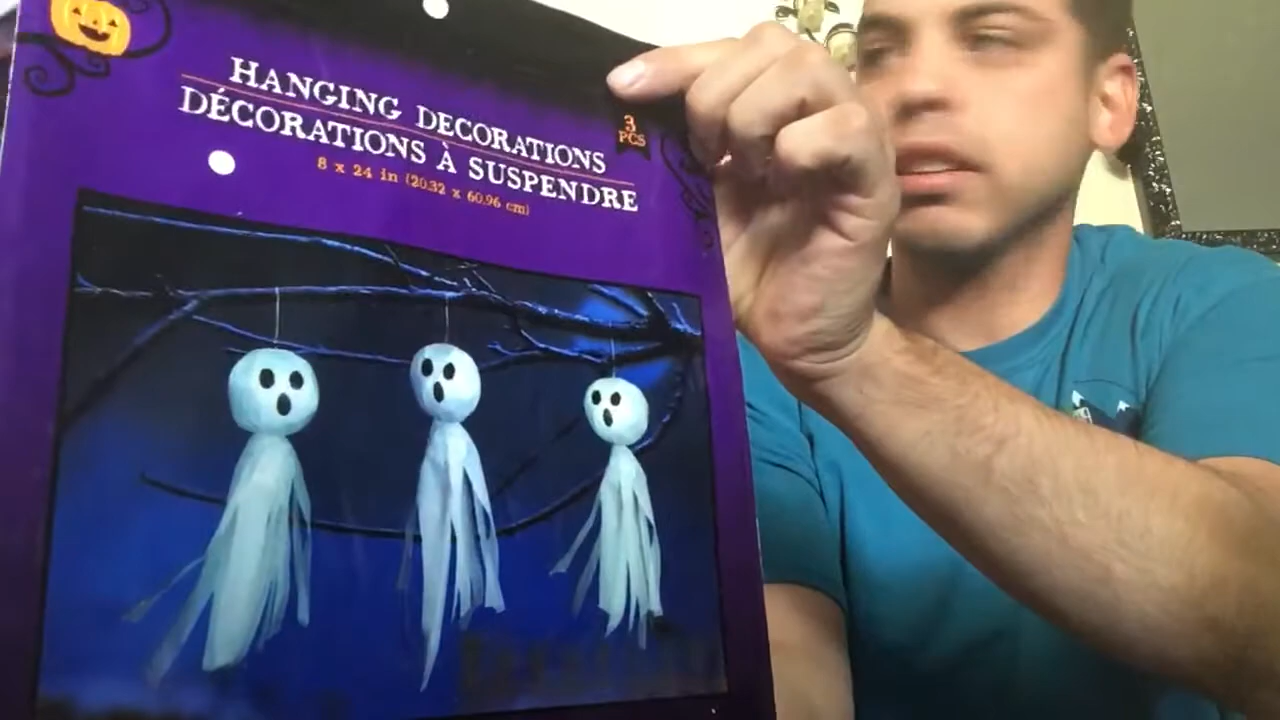 HANGING DECORATIONS
DÉCORATIONS À SUSPENDRE
8 x 24 in (20.32 x 60.96 cm)
3
PCS